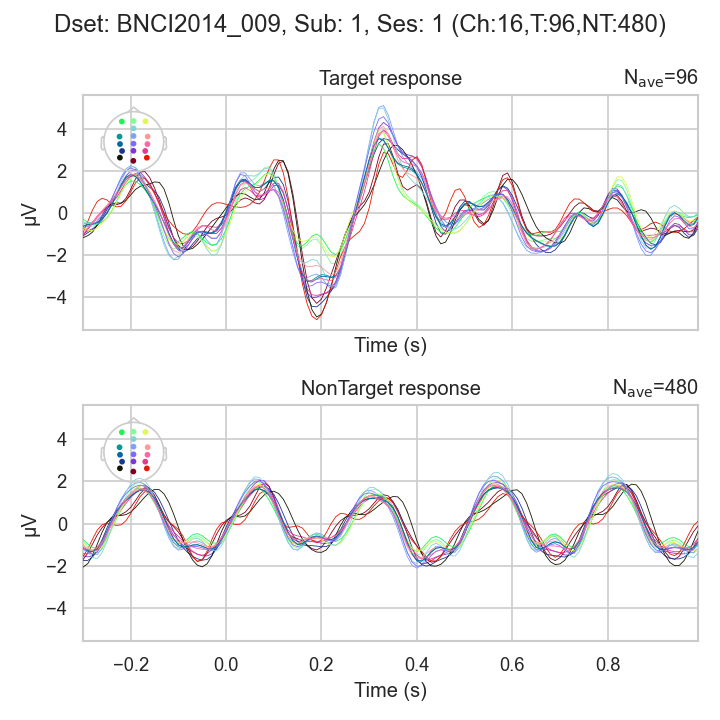 Dset: BNCI2014_009, Sub: 1, Ses: 1 (Ch:16,T:96,NT:480)
Target response
N_ave=96
4
2
0
−2
−4
µV
Time (s)
NonTarget response
N_ave=480
4
2
0
−2
−4
µV
−0.2 0.0 0.2 0.4 0.6 0.8
Time (s)